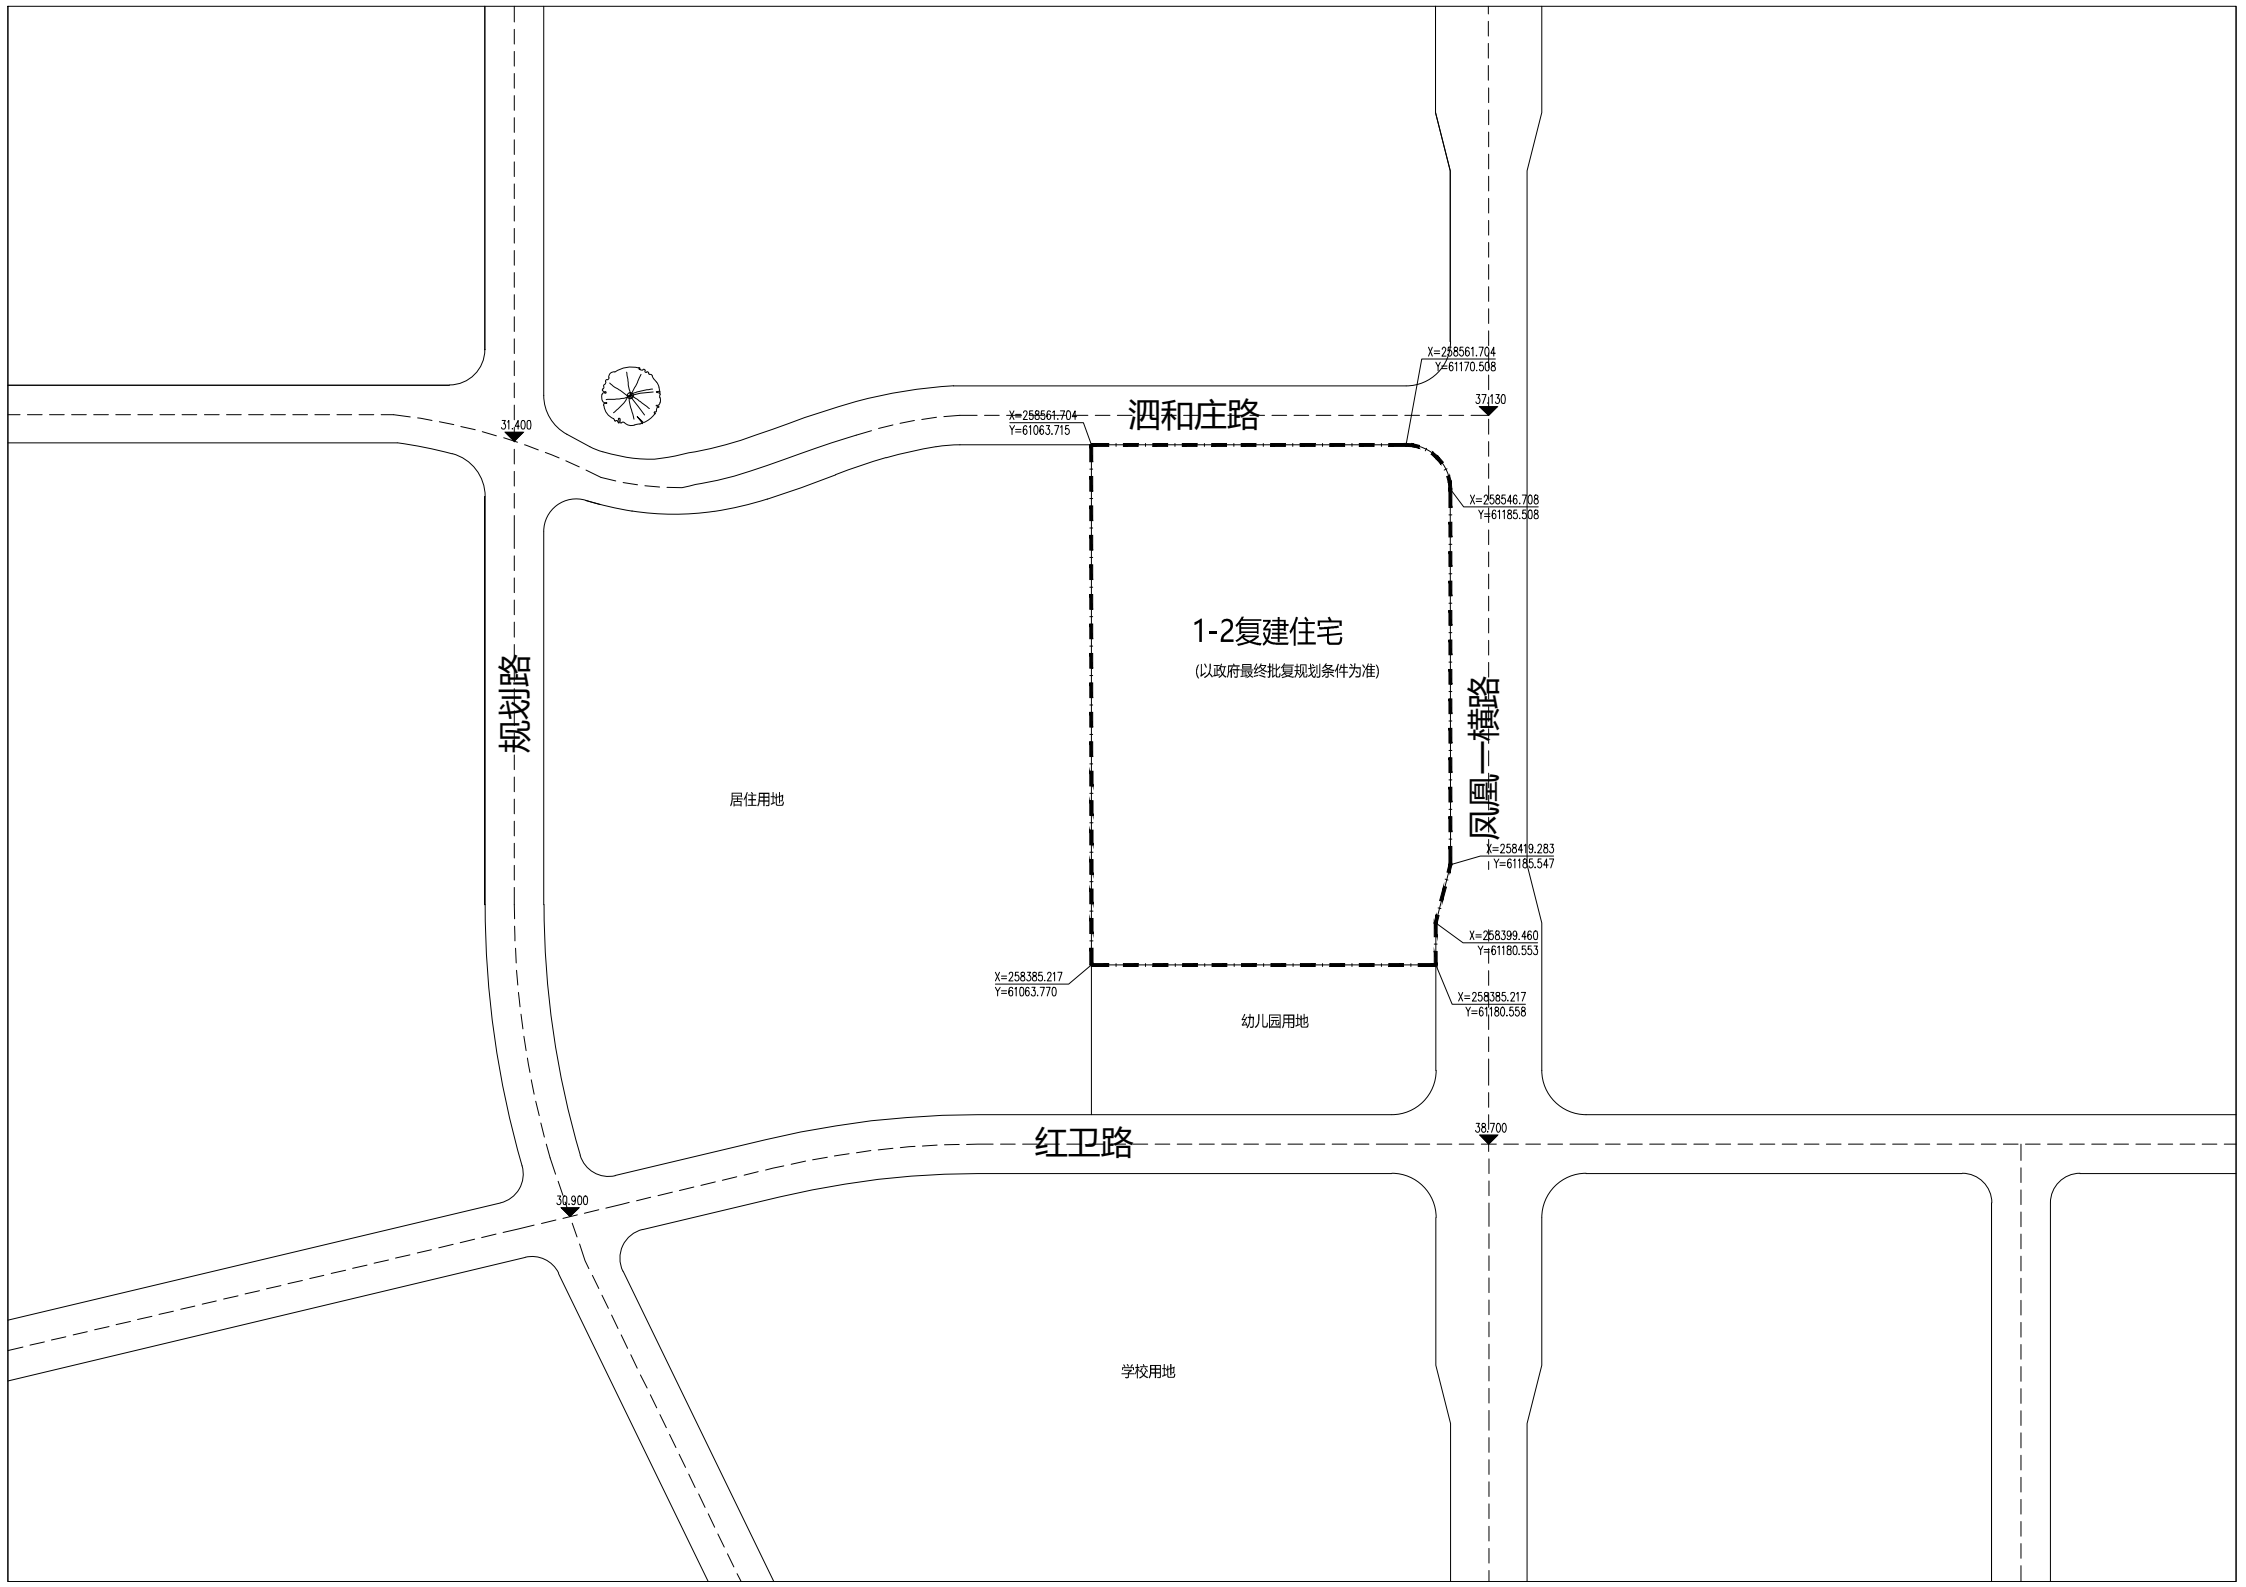 X=258561.704
Y=61170.508
37.130
X=258561.704
Y=61063.715
泗和庄路
31.400
X=258546.708
Y=61185.508
1-2复建住宅
(以政府最终批复规划条件为准)
规划路
凤凰一横路
居住用地
X=258419.283
Y=61185.547
X=258399.460
Y=61180.553
X=258385.217
Y=61063.770
X=258385.217
Y=61180.558
幼儿园用地
38.700
红卫路
30.900
学校用地